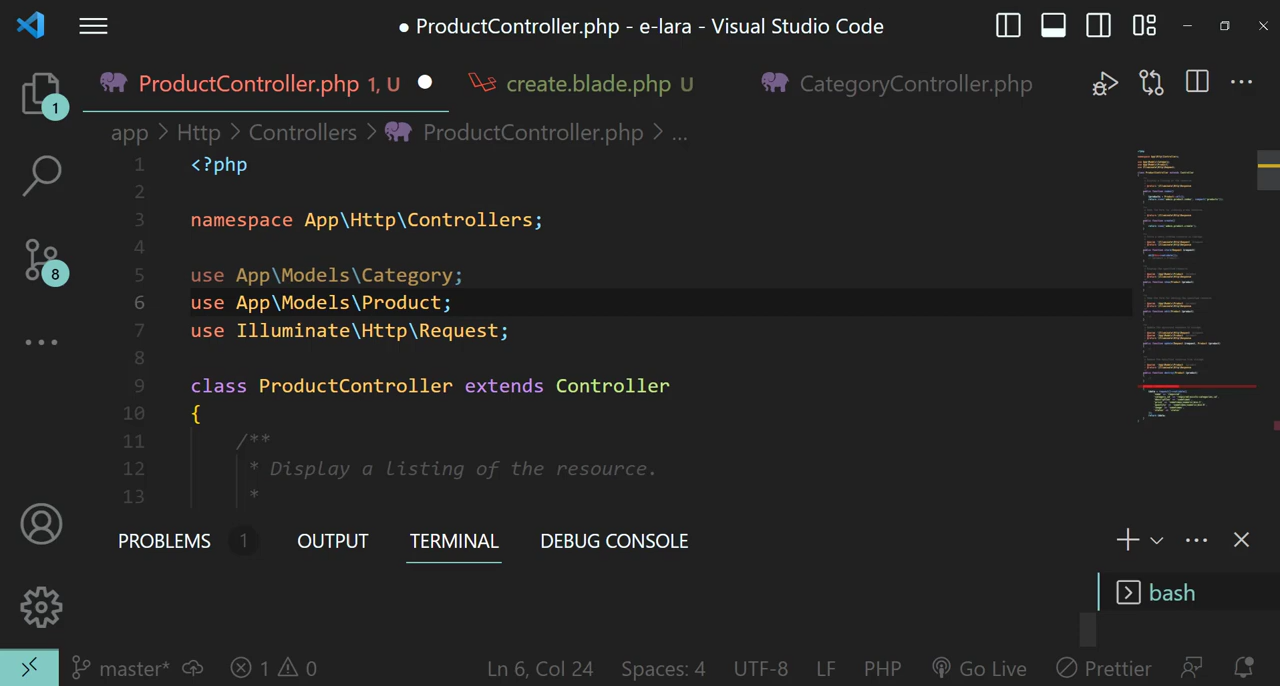 ● ProductController.php - e-lara - Visual Studio Code
ProductController.php 1, U
create.blade.php U
CategoryController.php
1
8
app > Http > Controllers > ProductController.php > ...
1 <?php
2
3 namespace App\Http\Controllers;
4
5 use App\Models\Category;
6 use App\Models\Product;
7 use Illuminate\Http\Request;
8
9 class ProductController extends Controller
10 {
11 /**
12 * Display a listing of the resource.
13 *
PROBLEMS 1 OUTPUT TERMINAL DEBUG CONSOLE
bash
master* 1 0 Ln 6, Col 24 Spaces: 4 UTF-8 LF PHP Go Live Prettier